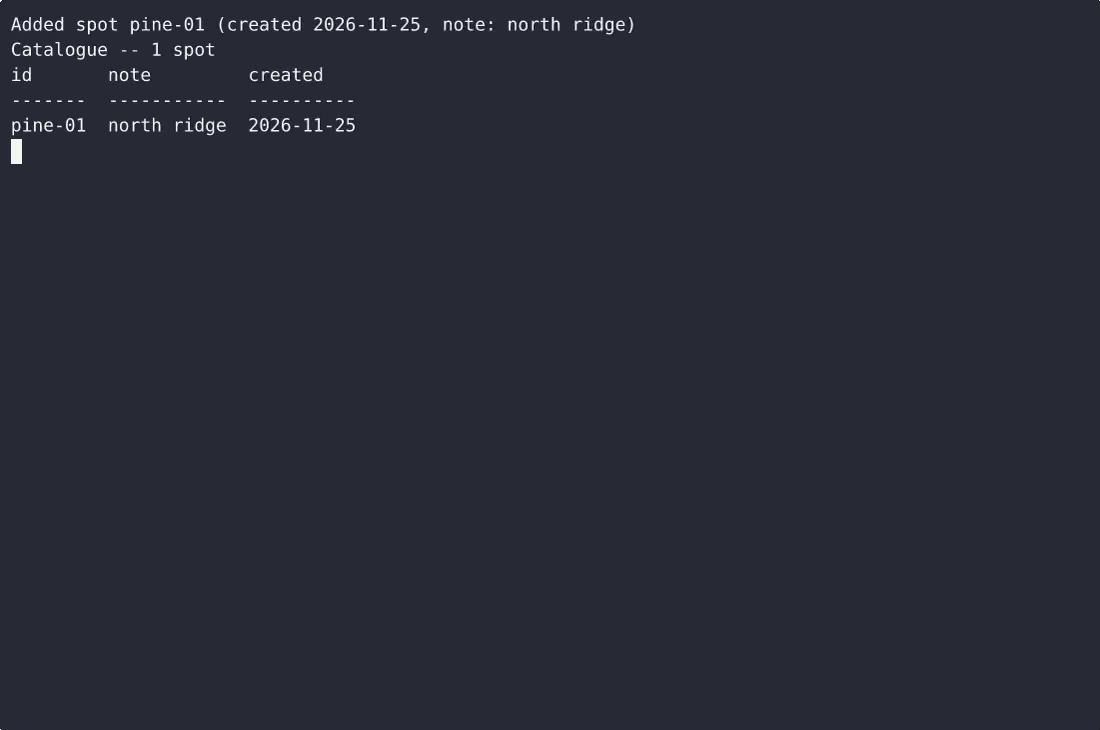 Added spot pine-01 (created 2026-11-25, note: north ridge)
Catalogue -- 1 spot
id       note         created
-------  -----------  ----------
pine-01  north ridge  2026-11-25